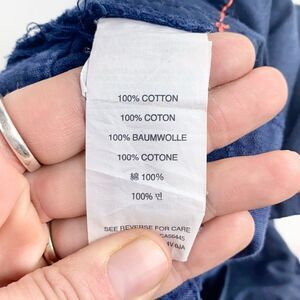 100% COTTON
100% COTON
100% BAUMWOLLE
100% COTONE
綿 100%
100% 면
SEE REVERSE FOR CARE